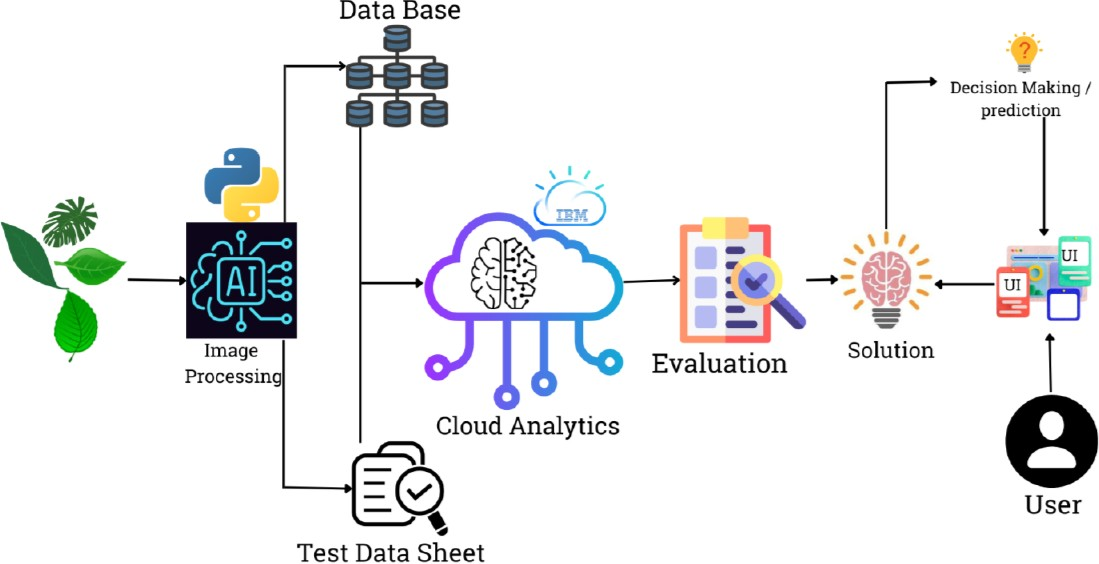 Data Base
?
Decision Making /
prediction
IBM
AI
UI
UI
Image
Processing
Evaluation
Solution
Cloud Analytics
User
Test Data Sheet